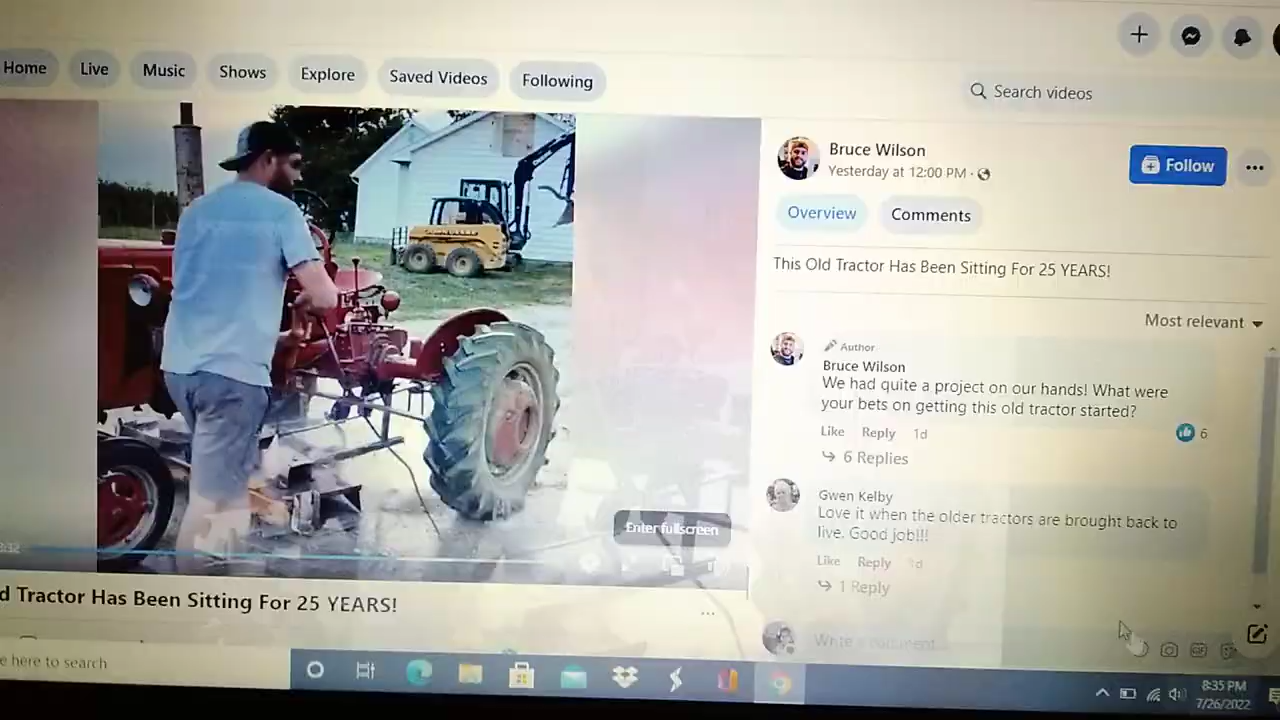 Home Live Music Shows Explore Saved Videos Following
Search videos
Bruce Wilson
Yesterday at 12:00 PM ·
Follow
Overview Comments
This Old Tractor Has Been Sitting For 25 YEARS!
Most relevant
Author
Bruce Wilson
We had quite a project on our hands! What were
your bets on getting this old tractor started?
Like Reply 1d
6
6 Replies
Gwen Kelby
Love it when the older tractors are brought back to
live. Good job!!!
Like Reply 1d
1 Reply
Write a comment...
GIF
Enter fullscreen
d Tractor Has Been Sitting For 25 YEARS!
e here to search
8:35 PM
7/26/2022